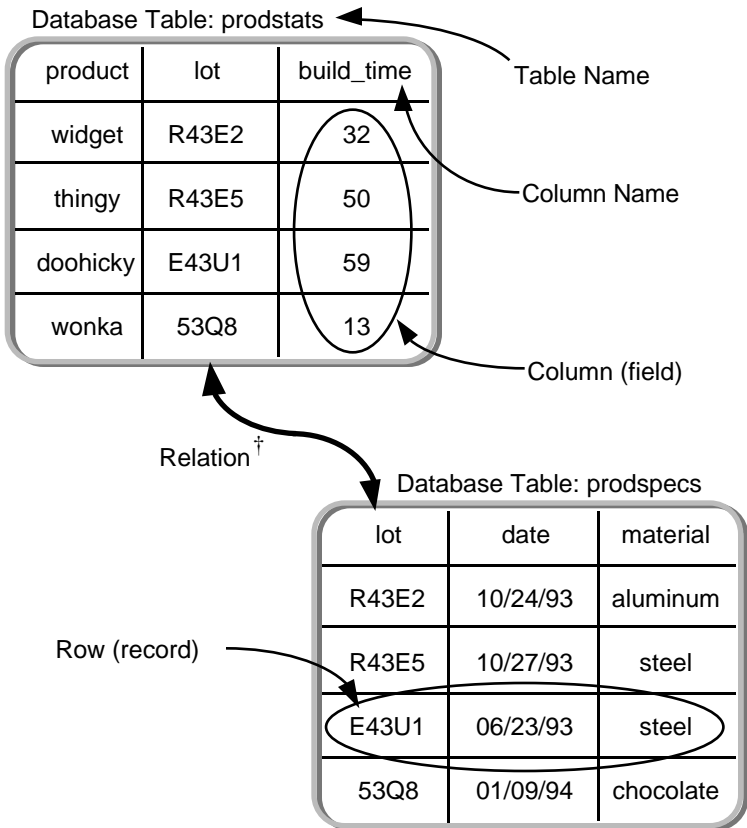 Database Table: prodstats
product lot build_time
Table Name
widget R43E2 32
thingy R43E5 50
Column Name
doohicky E43U1 59
wonka 53Q8 13
Column (field)
Relation†
Database Table: prodspecs
lot date material
R43E2 10/24/93 aluminum
Row (record)
R43E5 10/27/93 steel
E43U1 06/23/93 steel
53Q8 01/09/94 chocolate